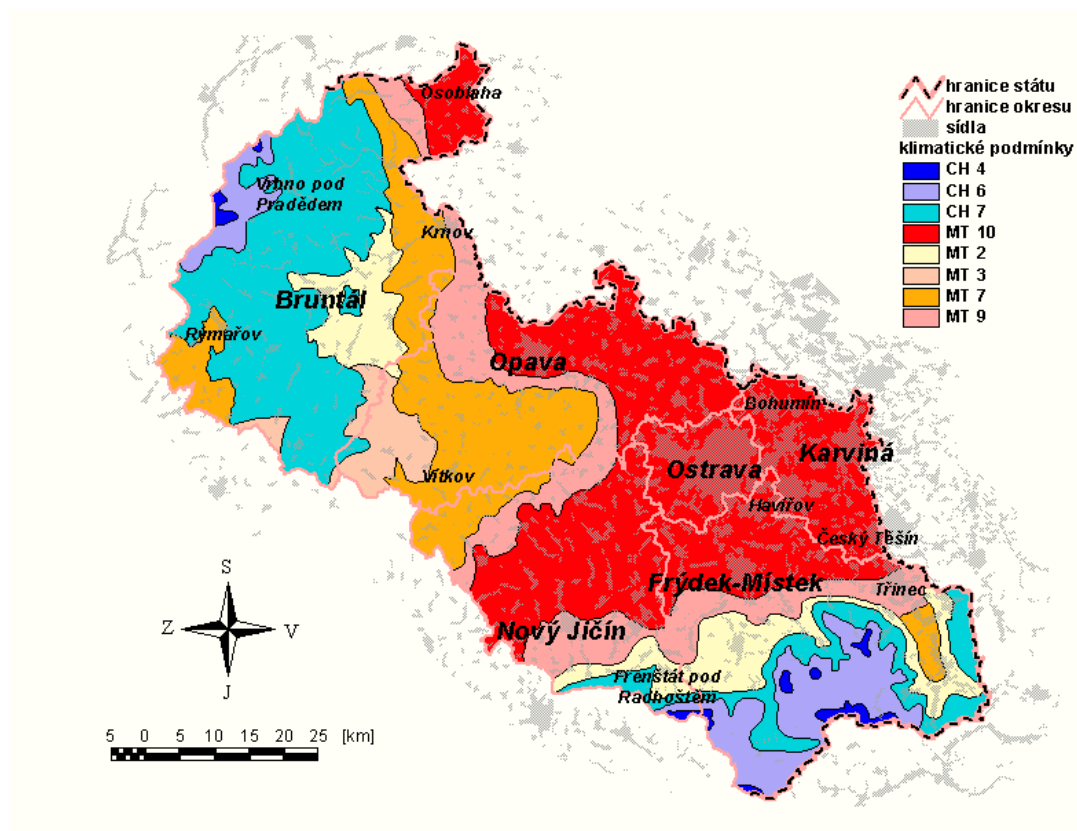 Osoblaha
hranice státu
hranice okresu
sídla
klimatické podmínky
CH 4
CH 6
CH 7
MT 10
MT 2
MT 3
MT 7
MT 9
Vrbno pod
Pradědem
Krnov
Bruntál
Rýmařov
Opava
Bohumín
Karviná
Ostrava
Vítkov
Havířov
Český Těšín
Frýdek-Místek
Třinec
Nový Jičín
Frenštát pod
Radhoštěm
S
Z
V
J
5 0 5 10 15 20 25 [km]